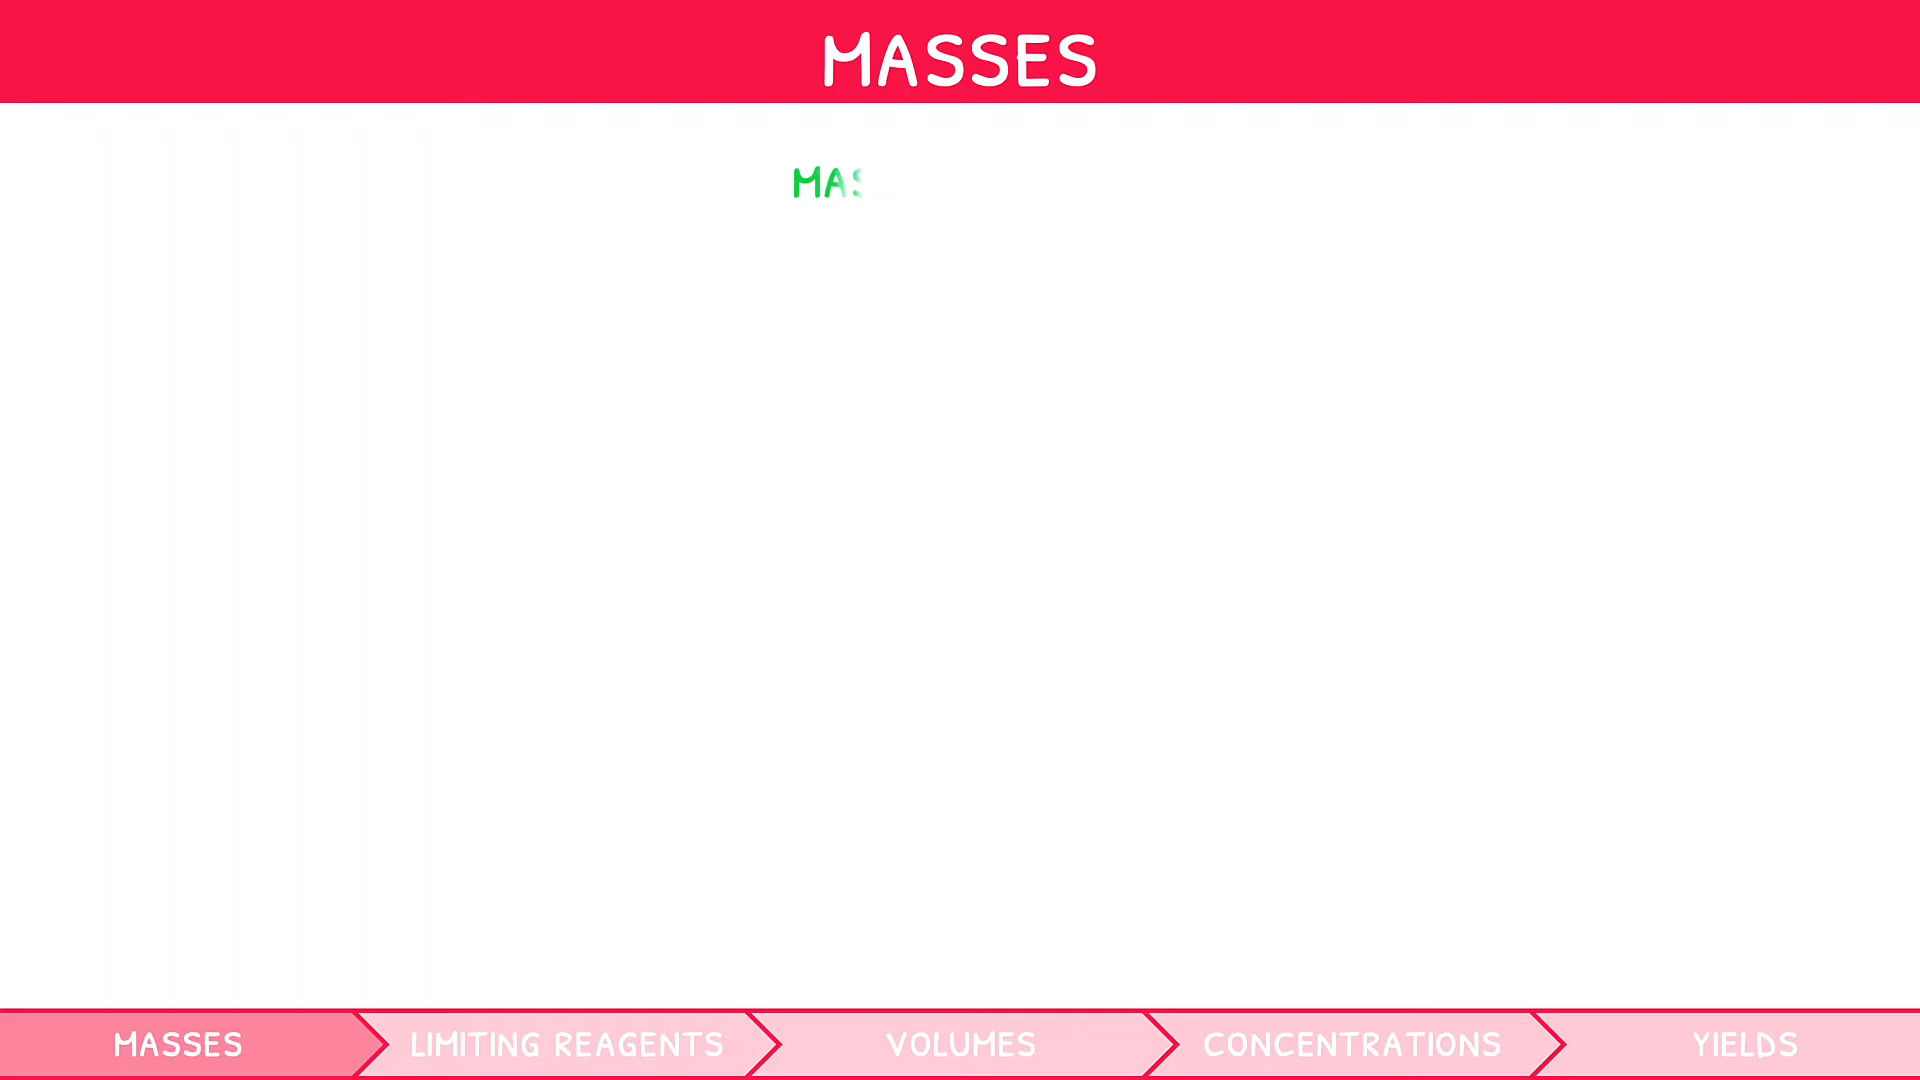 MASSES
MAS
MASSES
LIMITING REAGENTS
VOLUMES
CONCENTRATIONS
YIELDS